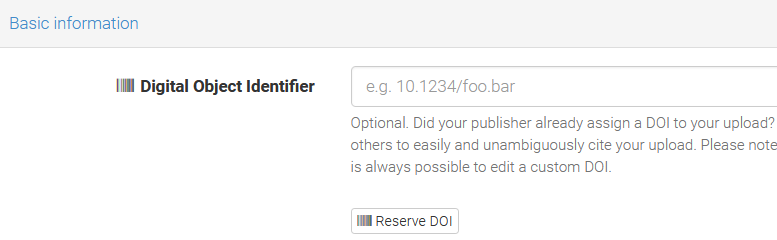 Basic information
Digital Object Identifier
e.g. 10.1234/foo.bar
Optional. Did your publisher already assign a DOI to your upload?
others to easily and unambiguously cite your upload. Please note
is always possible to edit a custom DOI.
Reserve DOI